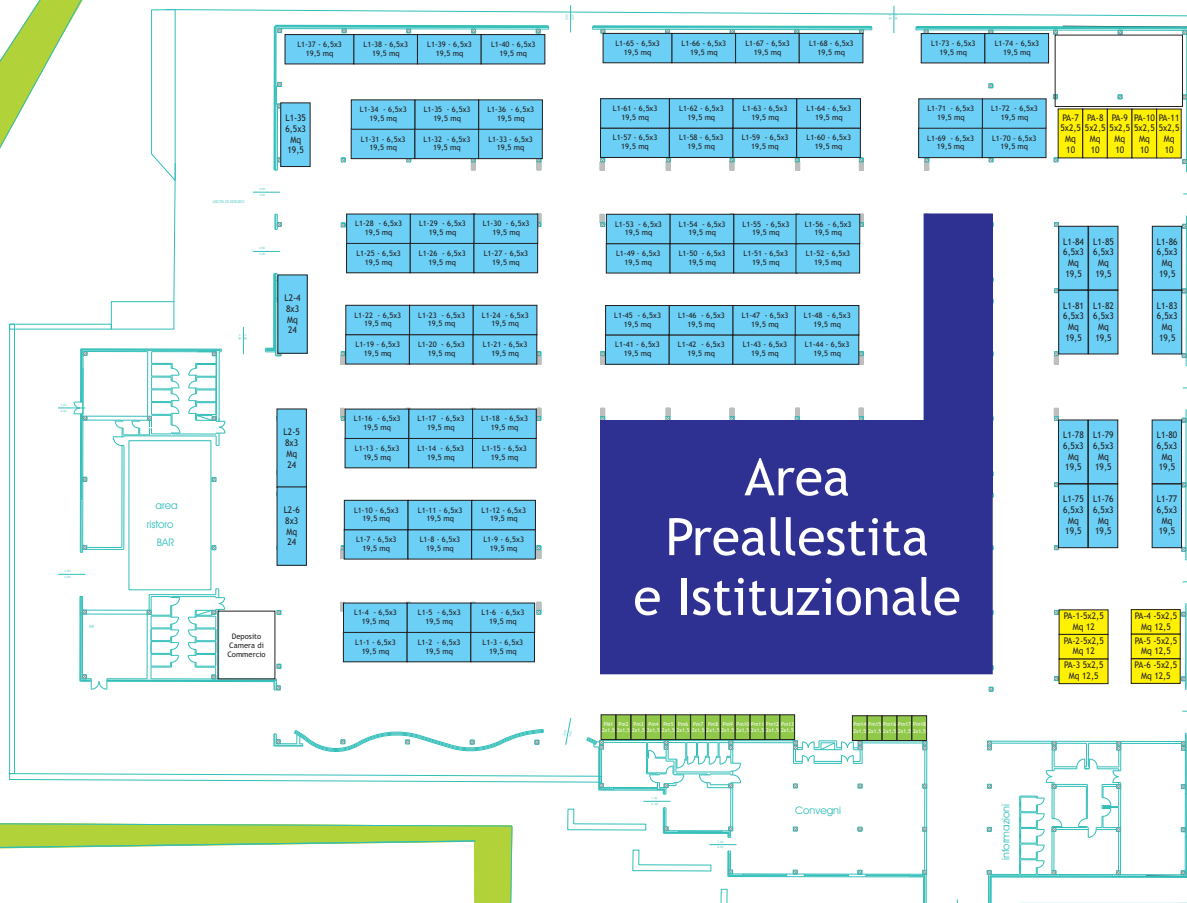 L1-37 - 6,5x3
19,5 mq
L1-38 - 6,5x3
19,5 mq
L1-39 - 6,5x3
19,5 mq
L1-40 - 6,5x3
19,5 mq
L1-65 - 6,5x3
19,5 mq
L1-66 - 6,5x3
19,5 mq
L1-67 - 6,5x3
19,5 mq
L1-68 - 6,5x3
19,5 mq
L1-73 - 6,5x3
19,5 mq
L1-74 - 6,5x3
19,5 mq
L1-35
6,5x3
Mq
19,5
L1-34 - 6,5x3
19,5 mq
L1-35 - 6,5x3
19,5 mq
L1-36 - 6,5x3
19,5 mq
L1-31 - 6,5x3
19,5 mq
L1-32 - 6,5x3
19,5 mq
L1-33 - 6,5x3
19,5 mq
L1-61 - 6,5x3
19,5 mq
L1-62 - 6,5x3
19,5 mq
L1-63 - 6,5x3
19,5 mq
L1-64 - 6,5x3
19,5 mq
L1-57 - 6,5x3
19,5 mq
L1-58 - 6,5x3
19,5 mq
L1-59 - 6,5x3
19,5 mq
L1-60 - 6,5x3
19,5 mq
L1-71 - 6,5x3
19,5 mq
L1-72 - 6,5x3
19,5 mq
L1-69 - 6,5x3
19,5 mq
L1-70 - 6,5x3
19,5 mq
PA-7
5x2,5
Mq
10
PA-8
5x2,5
Mq
10
PA-9
5x2,5
Mq
10
PA-10
5x2,5
Mq
10
PA-11
5x2,5
Mq
10
L1-28 - 6,5x3
19,5 mq
L1-29 - 6,5x3
19,5 mq
L1-30 - 6,5x3
19,5 mq
L1-25 - 6,5x3
19,5 mq
L1-26 - 6,5x3
19,5 mq
L1-27 - 6,5x3
19,5 mq
L1-53 - 6,5x3
19,5 mq
L1-54 - 6,5x3
19,5 mq
L1-55 - 6,5x3
19,5 mq
L1-56 - 6,5x3
19,5 mq
L1-49 - 6,5x3
19,5 mq
L1-50 - 6,5x3
19,5 mq
L1-51 - 6,5x3
19,5 mq
L1-52 - 6,5x3
19,5 mq
L1-84
6,5x3
Mq
19,5
L1-85
6,5x3
Mq
19,5
L1-86
6,5x3
Mq
19,5
L1-81
6,5x3
Mq
19,5
L1-82
6,5x3
Mq
19,5
L1-83
6,5x3
Mq
19,5
L2-4
8x3
Mq
24
L1-22 - 6,5x3
19,5 mq
L1-23 - 6,5x3
19,5 mq
L1-24 - 6,5x3
19,5 mq
L1-19 - 6,5x3
19,5 mq
L1-20 - 6,5x3
19,5 mq
L1-21 - 6,5x3
19,5 mq
L1-45 - 6,5x3
19,5 mq
L1-46 - 6,5x3
19,5 mq
L1-47 - 6,5x3
19,5 mq
L1-48 - 6,5x3
19,5 mq
L1-41 - 6,5x3
19,5 mq
L1-42 - 6,5x3
19,5 mq
L1-43 - 6,5x3
19,5 mq
L1-44 - 6,5x3
19,5 mq
L2-5
8x3
Mq
24
L2-6
8x3
Mq
24
L1-16 - 6,5x3
19,5 mq
L1-17 - 6,5x3
19,5 mq
L1-18 - 6,5x3
19,5 mq
L1-13 - 6,5x3
19,5 mq
L1-14 - 6,5x3
19,5 mq
L1-15 - 6,5x3
19,5 mq
L1-78
6,5x3
Mq
19,5
L1-79
6,5x3
Mq
19,5
L1-80
6,5x3
Mq
19,5
L1-75
6,5x3
Mq
19,5
L1-76
6,5x3
Mq
19,5
L1-77
6,5x3
Mq
19,5
Area
Preallestita
e Istituzionale
area
ristoro
BAR
L1-10 - 6,5x3
19,5 mq
L1-11 - 6,5x3
19,5 mq
L1-12 - 6,5x3
19,5 mq
L1-7 - 6,5x3
19,5 mq
L1-8 - 6,5x3
19,5 mq
L1-9 - 6,5x3
19,5 mq
L1-4 - 6,5x3
19,5 mq
L1-5 - 6,5x3
19,5 mq
L1-6 - 6,5x3
19,5 mq
L1-1 - 6,5x3
19,5 mq
L1-2 - 6,5x3
19,5 mq
L1-3 - 6,5x3
19,5 mq
Deposito
Camera di
Commercio
PA-1-5x2,5
Mq 12
PA-2-5x2,5
Mq 12
PA-3 5x2,5
Mq 12,5
PA-4 -5x2,5
Mq 12,5
PA-5 -5x2,5
Mq 12,5
PA-6 -5x2,5
Mq 12,5
Convegni
informazioni